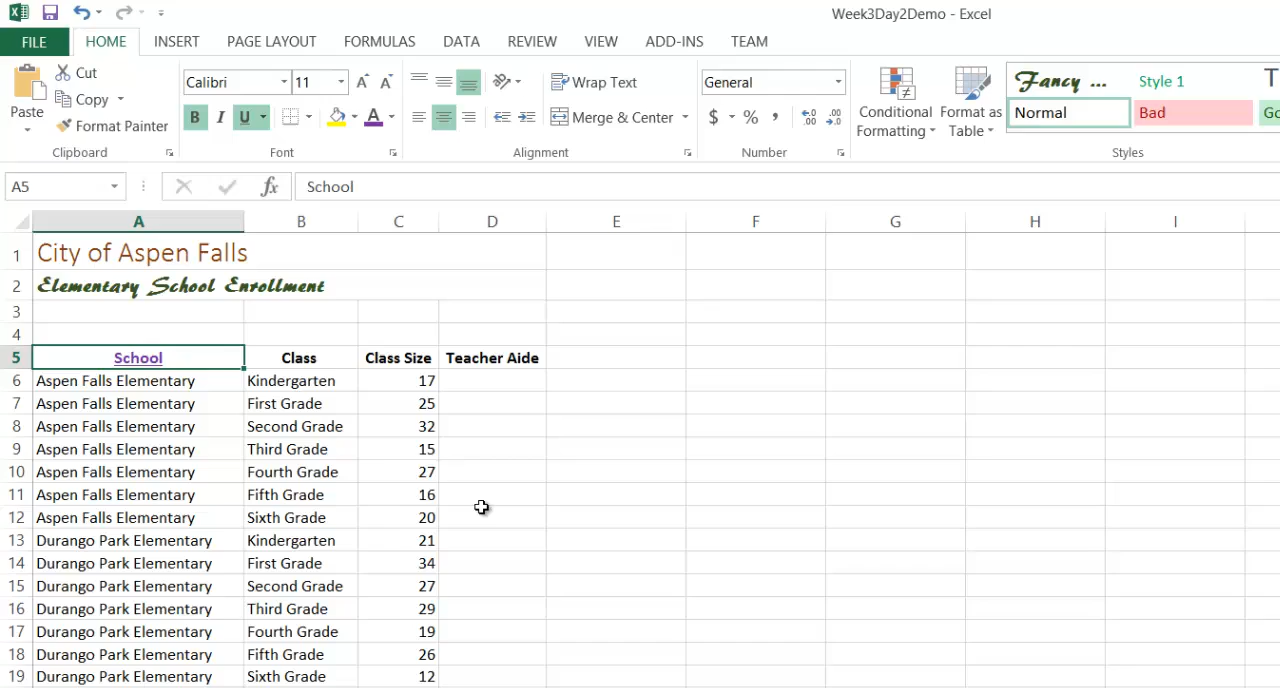 Week3Day2Demo - Excel
FILE HOME INSERT PAGE LAYOUT FORMULAS DATA REVIEW VIEW ADD-INS TEAM
Paste
Cut
Copy
Format Painter
Clipboard
Calibri 11
B I U
Font
Wrap Text
Merge & Center
Alignment
General
$ % ,
Number
Conditional Formatting
Format as Table
Fancy ... Style 1 T
Normal Bad Go
Styles
A5 fx School
A B C D E F G H I
1 City of Aspen Falls
2 Elementary School Enrollment
3
4
5 School Class Class Size Teacher Aide
6 Aspen Falls Elementary Kindergarten 17
7 Aspen Falls Elementary First Grade 25
8 Aspen Falls Elementary Second Grade 32
9 Aspen Falls Elementary Third Grade 15
10 Aspen Falls Elementary Fourth Grade 27
11 Aspen Falls Elementary Fifth Grade 16
12 Aspen Falls Elementary Sixth Grade 20
13 Durango Park Elementary Kindergarten 21
14 Durango Park Elementary First Grade 34
15 Durango Park Elementary Second Grade 27
16 Durango Park Elementary Third Grade 29
17 Durango Park Elementary Fourth Grade 19
18 Durango Park Elementary Fifth Grade 26
19 Durango Park Elementary Sixth Grade 12